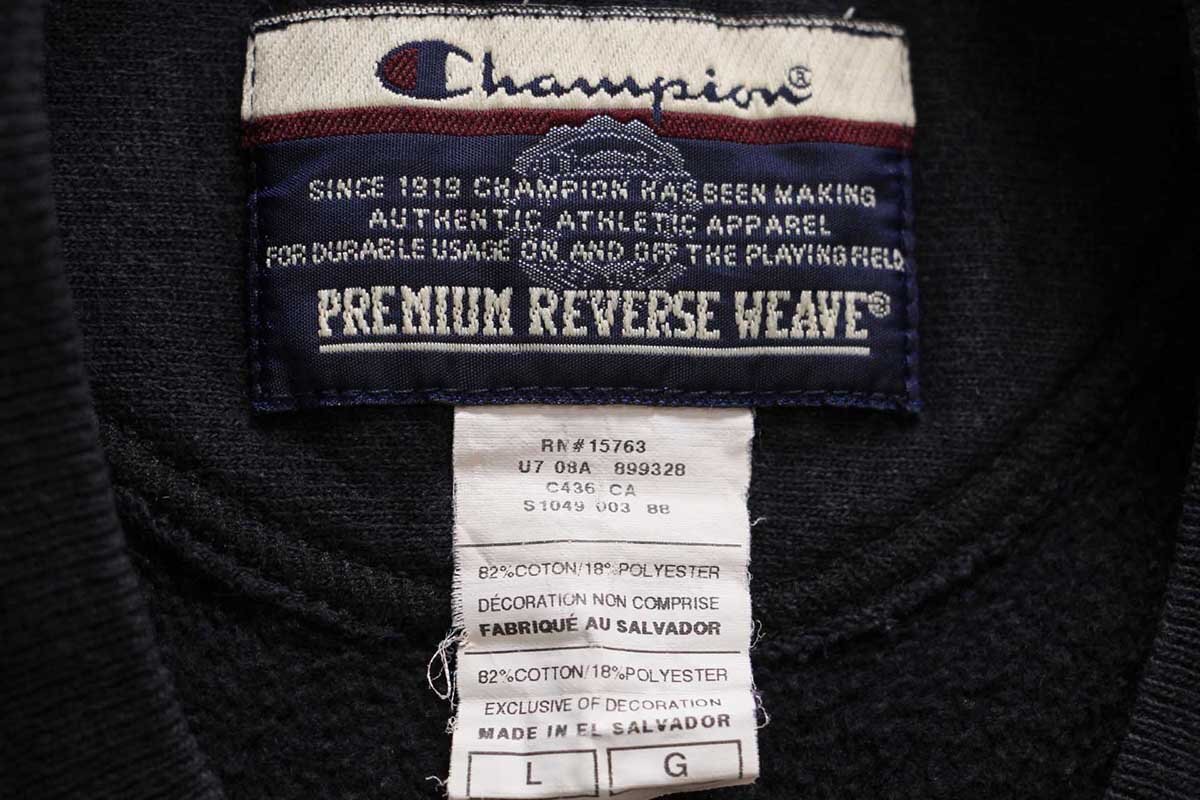 Champion®
SINCE 1919 CHAMPION HAS BEEN MAKING
AUTHENTIC ATHLETIC APPAREL
FOR DURABLE USAGE ON AND OFF THE PLAYING FIELD
PREMIUM REVERSE WEAVE®
RN#15763
U7 08A 899328
C436 CA
S1049 003 BB
82%COTON/18%POLYESTER
DÉCORATION NON COMPRISE
FABRIQUÉ AU SALVADOR
82%COTTON/18%POLYESTER
EXCLUSIVE OF DECORATION
MADE IN EL SALVADOR
L G